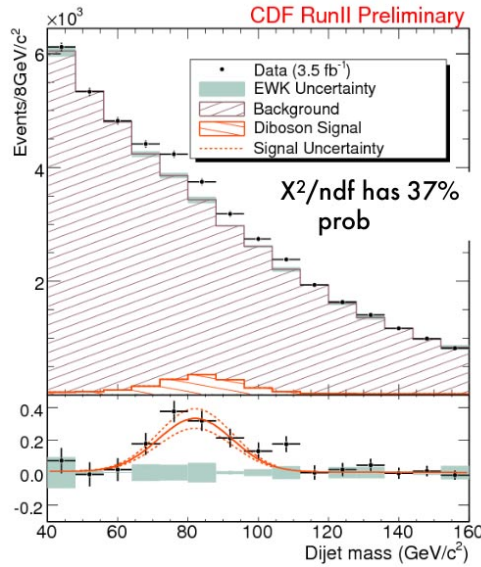 CDF RunII Preliminary
×10³
Events/8GeV/c²
6
4
2
Data (3.5 fb⁻¹)
EWK Uncertainty
Background
Diboson Signal
Signal Uncertainty
X²/ndf has 37%
prob
0.4
0.2
0.0
-0.2
40 60 80 100 120 140 160
Dijet mass (GeV/c²)